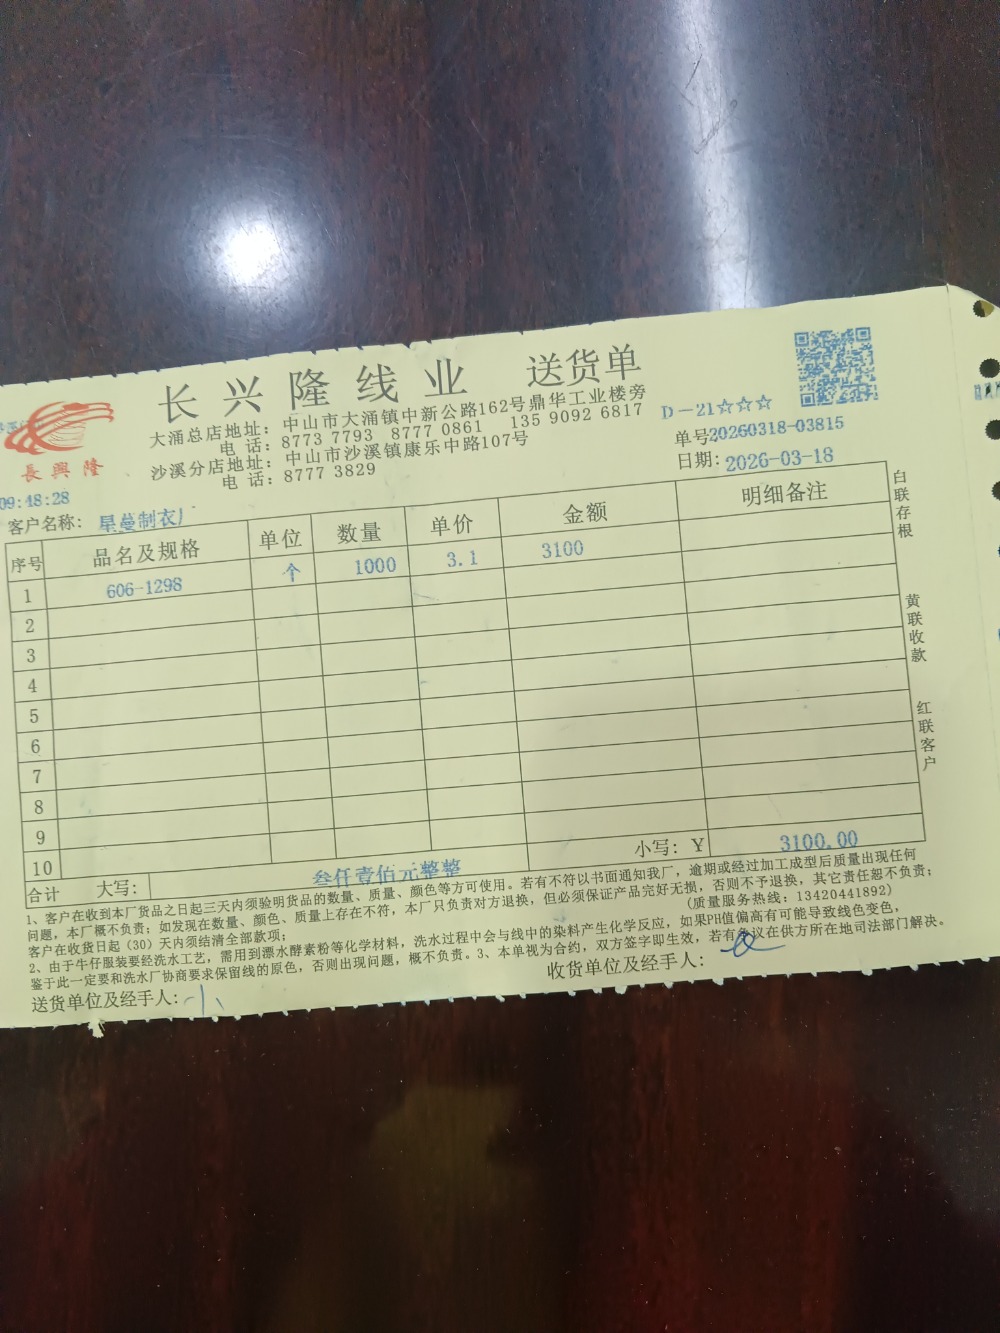 长兴隆线业 送货单
大涌总店地址：中山市大涌镇中新公路162号鼎华工业楼旁
电 话：8773 7793 8777 0861 135 9092 6817
沙溪分店地址：中山市沙溪镇康乐中路107号
电 话：8777 3829
長興隆
D-21☆☆☆
单号:20260318-03815
日期：2026-03-18
09:48:28
客户名称：星蔓制衣厂
序号 品名及规格 单位 数量 单价 金额 明细备注
1 606-1298 个 1000 3.1 3100
2
3
4
5
6
7
8
9
10
合计 大写： 叁仟壹佰元整整 小写：Y 3100.00
白联存根
黄联收款
红联客户
1、客户在收到本厂货品之日起三天内须验明货品的数量、质量、颜色等方可使用。若有不符以书面通知我厂，逾期或经过加工成型后质量出现任何
问题，本厂概不负责；如发现在数量、颜色、质量上存在不符，本厂只负责对方退换，但必须保证产品完好无损，否则不予退换，其它责任恕不负责；
客户在收货日起（30）天内须结清全部款项； (质量服务热线：13420441892)
2、由于牛仔服装要经洗水工艺，需用到漂水酵素粉等化学材料，洗水过程中会与线中的染料产生化学反应，如果PH值偏高有可能导致线色变色，
鉴于此一定要和洗水厂协商要求保留线的原色，否则出现问题，概不负责。3、本单视为合约，双方签字即生效，若有争议在供方所在地司法部门解决。
送货单位及经手人： 收货单位及经手人：